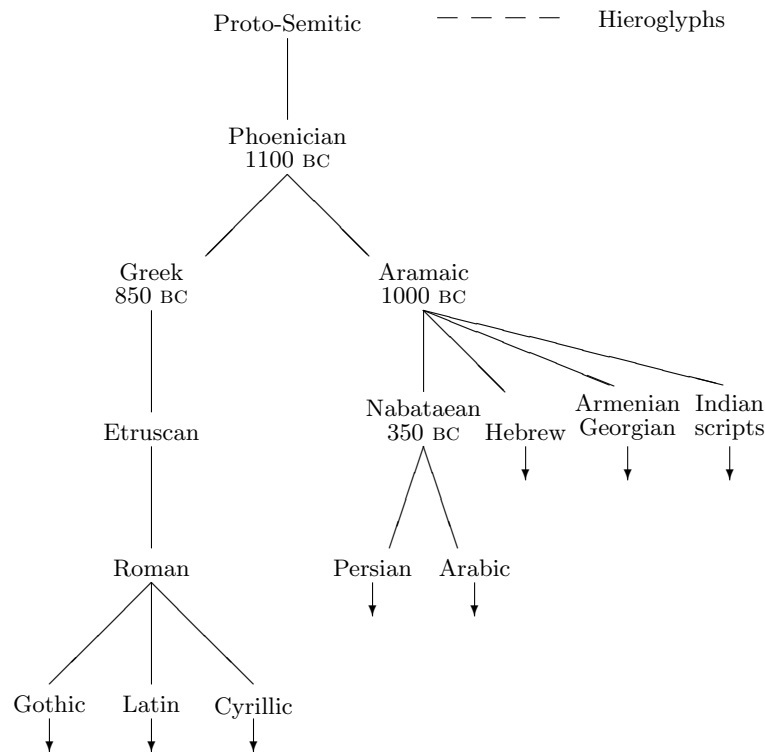 Proto-Semitic
Hieroglyphs
Phoenician
1100 BC
Greek
850 BC
Aramaic
1000 BC
Nabataean
350 BC
Hebrew
Armenian
Georgian
Indian
scripts
Etruscan
Roman
Persian
Arabic
Gothic
Latin
Cyrillic